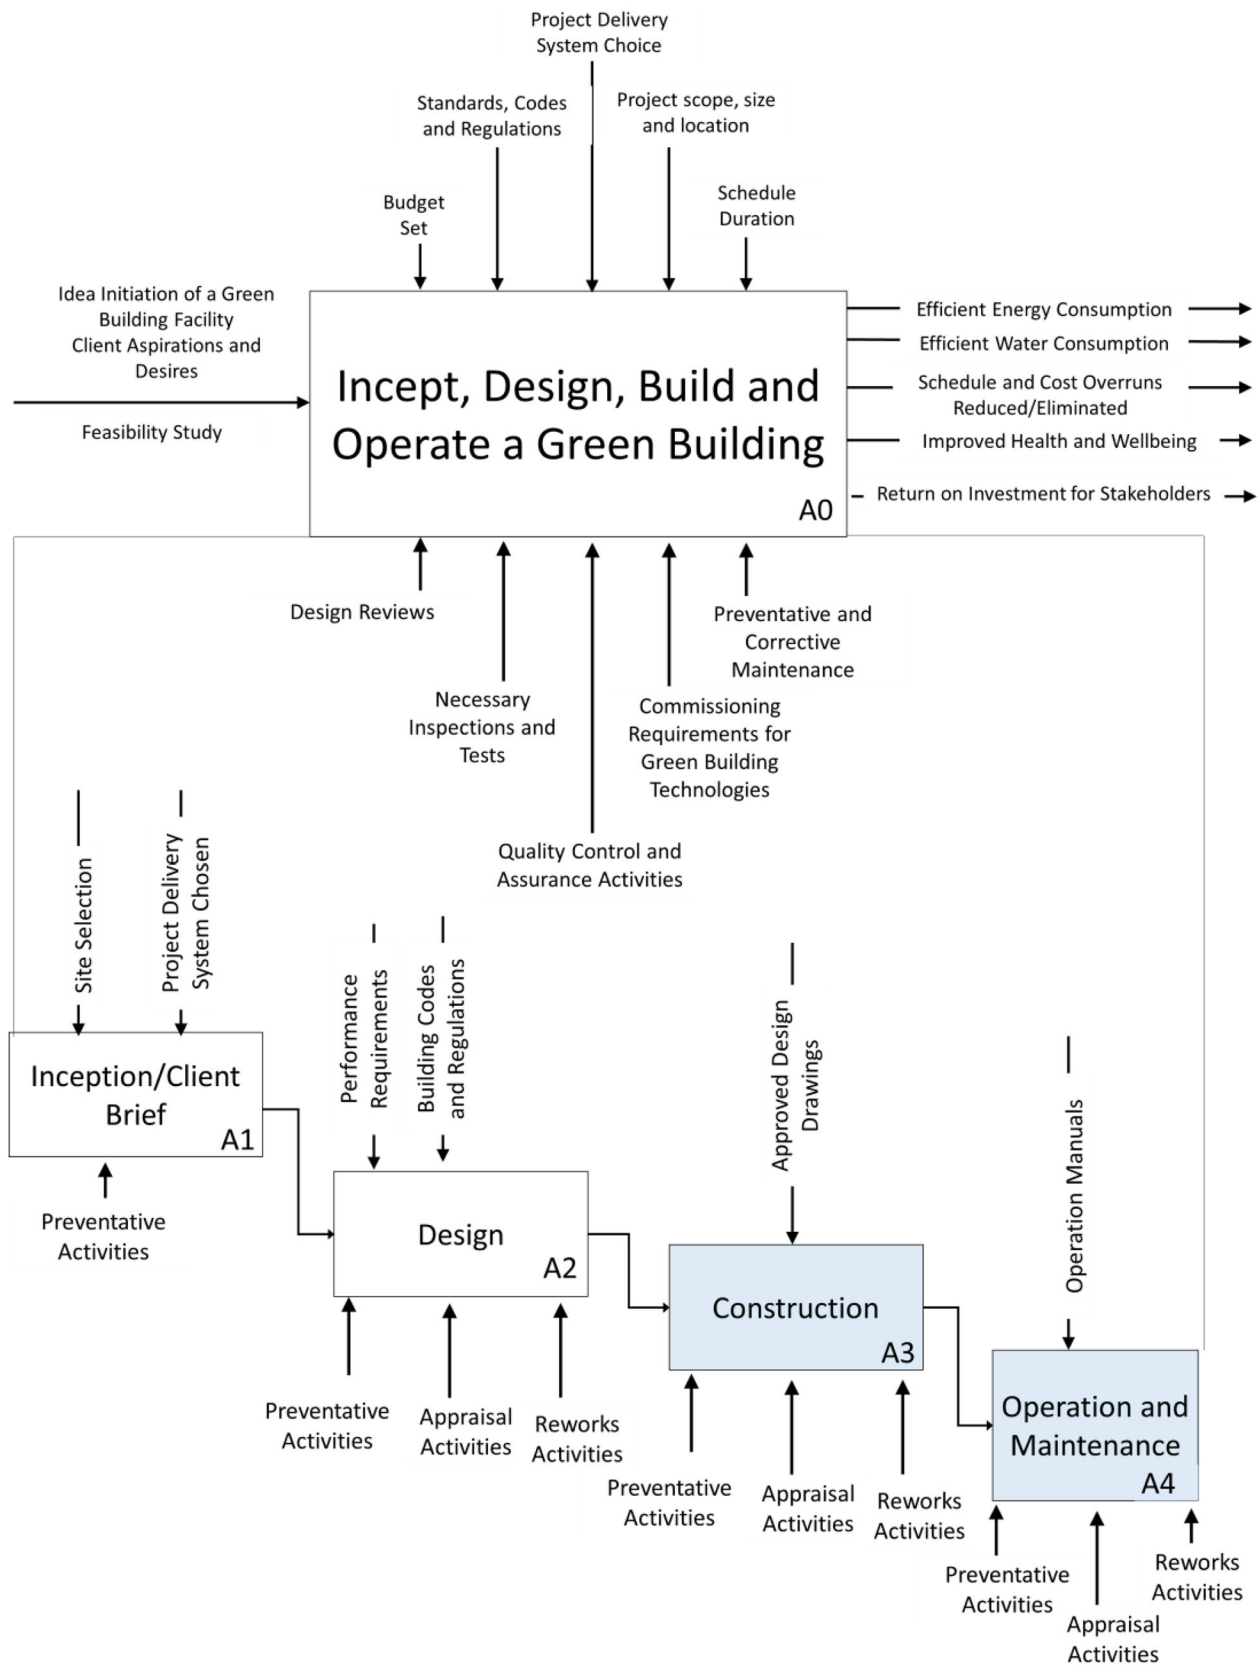 Project Delivery
System Choice
Standards, Codes
and Regulations
Project scope, size
and location
Budget
Set
Schedule
Duration
Idea Initiation of a Green
Building Facility
Client Aspirations and
Desires
Feasibility Study
Incept, Design, Build and
Operate a Green Building
A0
Efficient Energy Consumption
Efficient Water Consumption
Schedule and Cost Overruns
Reduced/Eliminated
Improved Health and Wellbeing
Return on Investment for Stakeholders
Design Reviews
Necessary
Inspections and
Tests
Quality Control and
Assurance Activities
Commissioning
Requirements for
Green Building
Technologies
Preventative and
Corrective
Maintenance
Site Selection
Project Delivery
System Chosen
Inception/Client
Brief
A1
Preventative
Activities
Performance
Requirements
Building Codes
and Regulations
Design
A2
Preventative
Activities
Appraisal
Activities
Reworks
Activities
Approved Design
Drawings
Construction
A3
Preventative
Activities
Appraisal
Activities
Reworks
Activities
Operation Manuals
Operation and
Maintenance
A4
Preventative
Activities
Appraisal
Activities
Reworks
Activities